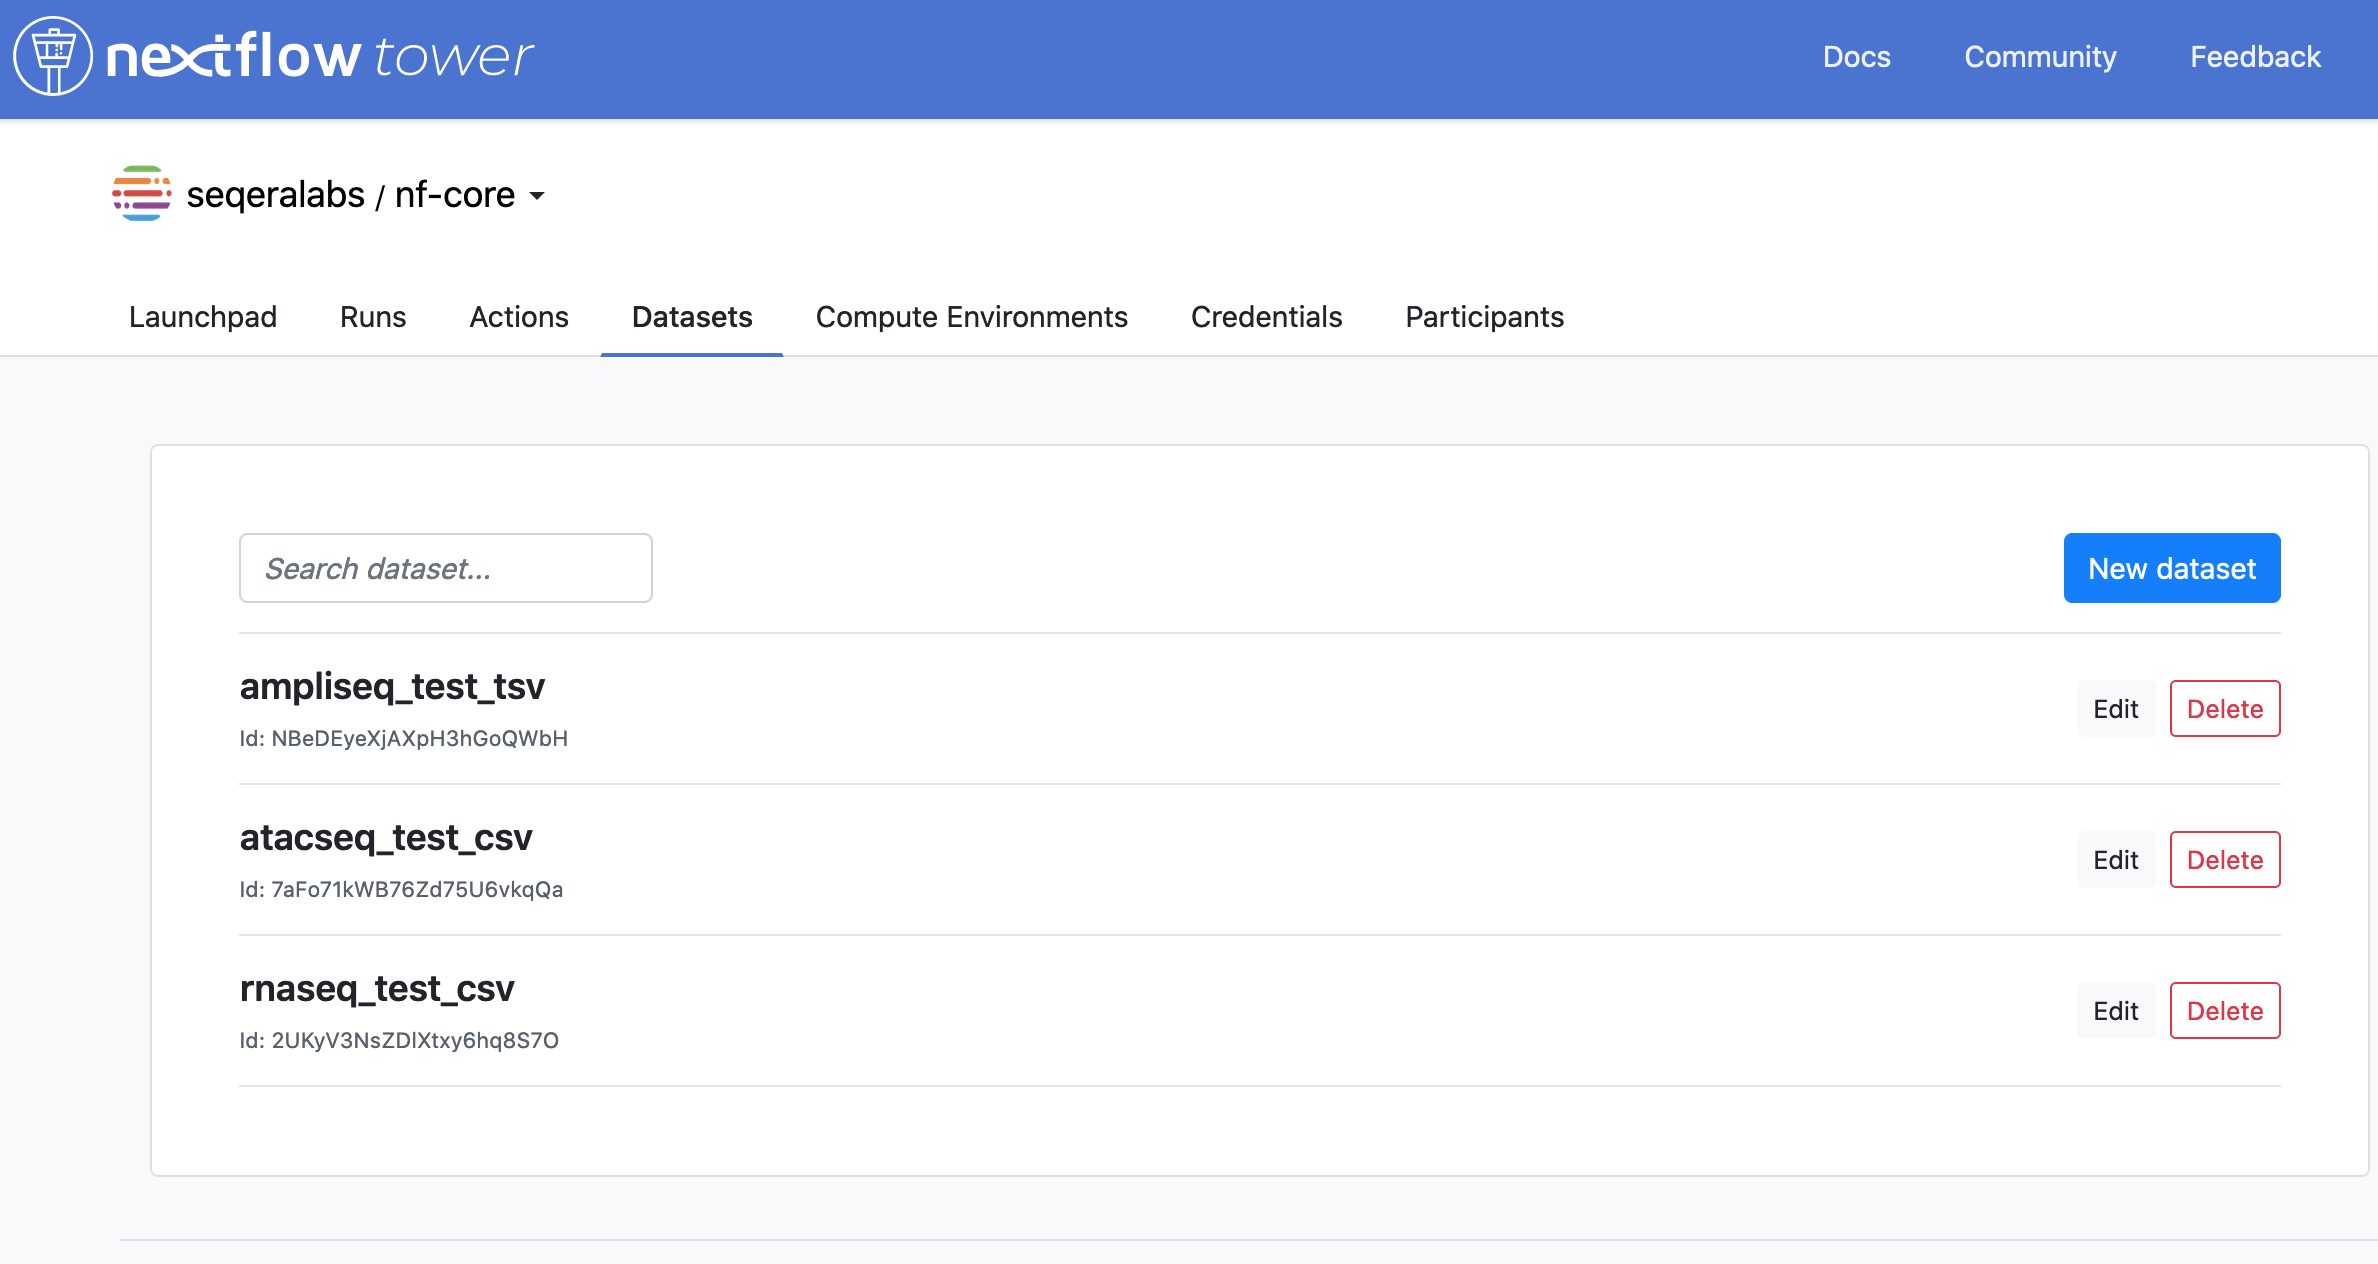 nextflow tower
Docs Community Feedback
seqeralabs / nf-core
Launchpad Runs Actions Datasets Compute Environments Credentials Participants
Search dataset...
New dataset
ampliseq_test_tsv
Id: NBeDEyeXjAXpH3hGoQWbH
Edit Delete
atacseq_test_csv
Id: 7aFo71kWB76Zd75U6vkqQa
Edit Delete
rnaseq_test_csv
Id: 2UKyV3NsZDlXtxy6hq8S7O
Edit Delete